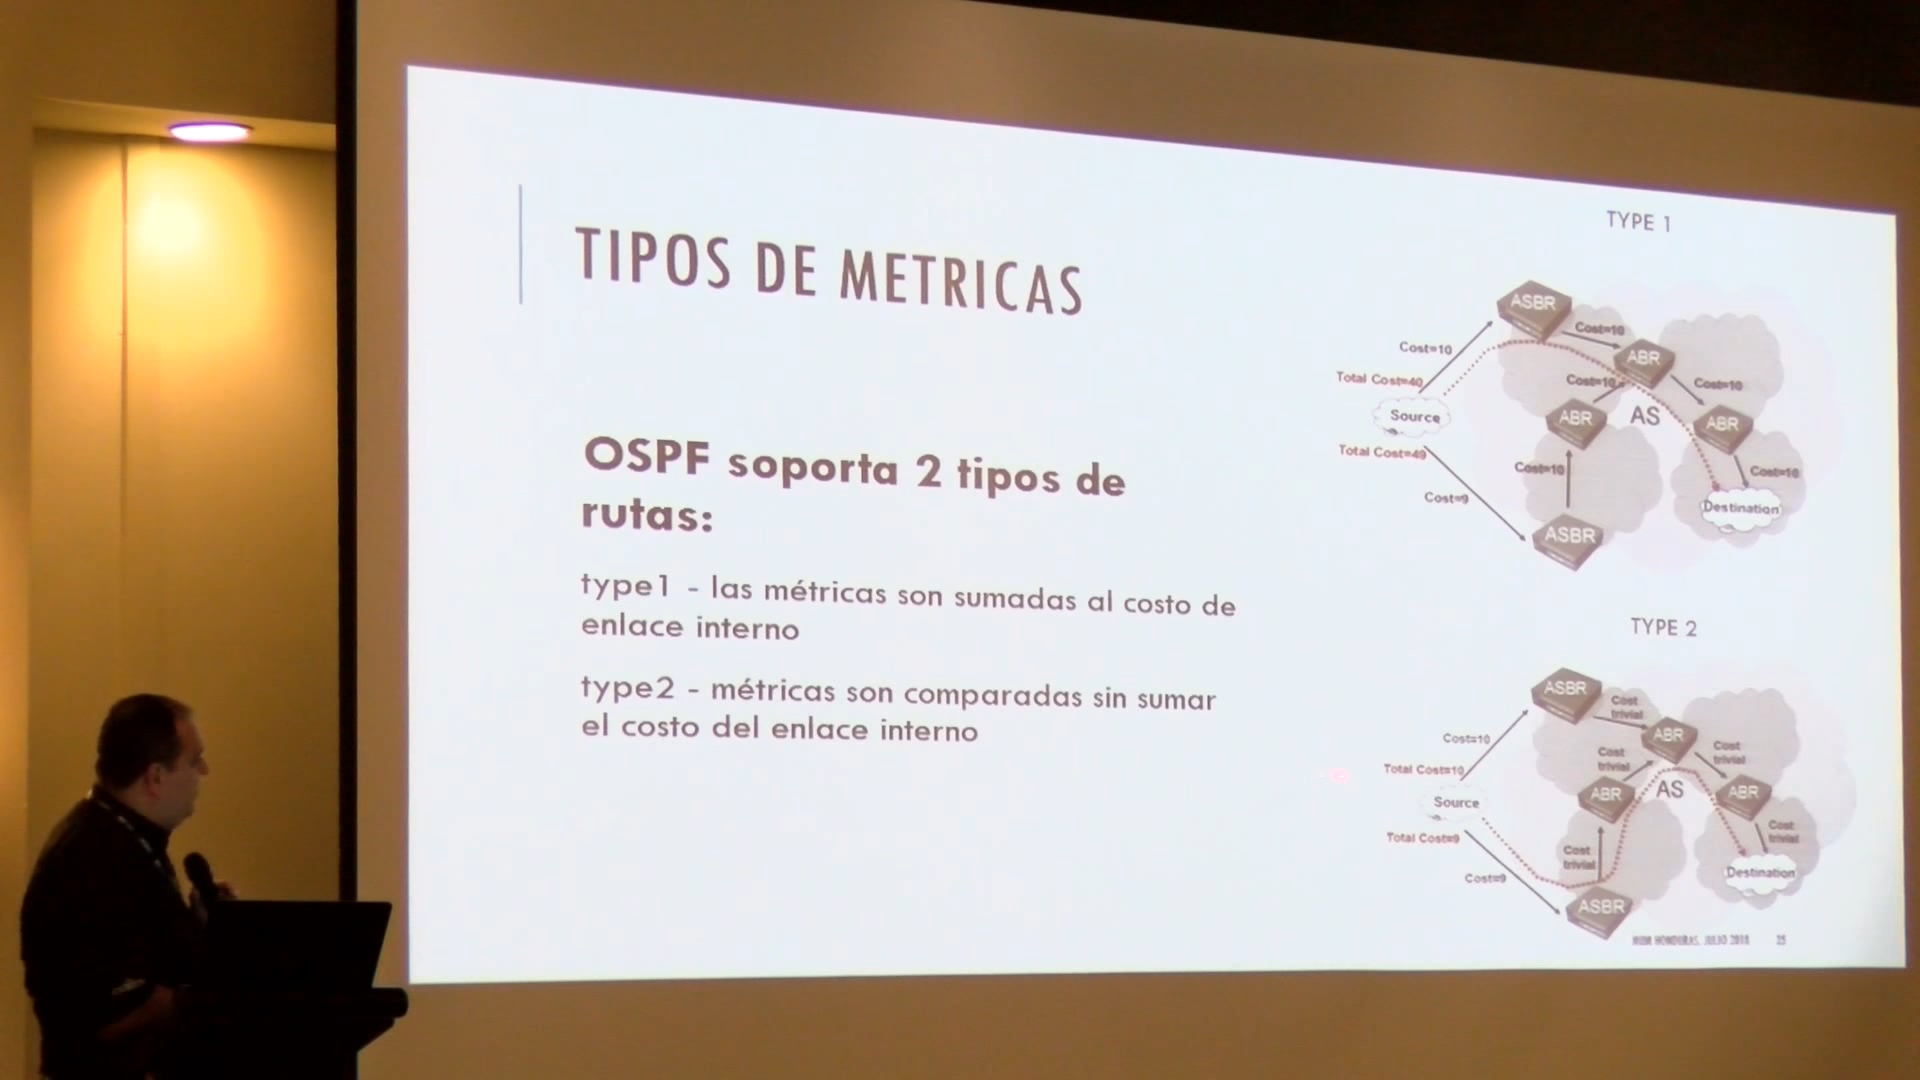 TIPOS DE METRICAS
OSPF soporta 2 tipos de
rutas:
type1 - las métricas son sumadas al costo de
enlace interno
type2 - métricas son comparadas sin sumar
el costo del enlace interno
TYPE 1
ASBR
Cost=10
Cost=10
ABR
Total Cost=40
Cost=10
Cost=10
Source
ABR
AS
ABR
Total Cost=49
Cost=10
Cost=10
Cost=9
Destination
ASBR
TYPE 2
ASBR
Cost
trivial
Cost=10
ABR
Cost
trivial
Cost
trivial
Total Cost=10
Source
ABR
AS
ABR
Total Cost=9
Cost
trivial
Cost
trivial
Cost=9
Destination
ASBR
MUM HONDURAS. JULIO 2018